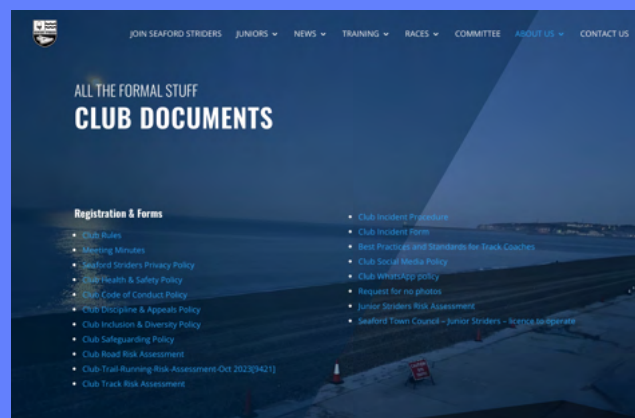 JOIN SEAFORD STRIDERS JUNIORS NEWS TRAINING RACES COMMITTEE ABOUT US CONTACT US
ALL THE FORMAL STUFF
CLUB DOCUMENTS
Registration & Forms
Club Rules
Meeting Minutes
Seaford Striders Privacy Policy
Club Health & Safety Policy
Club Code of Conduct Policy
Club Discipline & Appeals Policy
Club Inclusion & Diversity Policy
Club Safeguarding Policy
Club Road Risk Assessment
Club-Trail-Running-Risk-Assessment-Oct 2023[9421]
Club Track Risk Assessment
Club Incident Procedure
Club Incident Form
Best Practices and Standards for Track Coaches
Club Social Media Policy
Club WhatsApp policy
Request for no photos
Junior Striders Risk Assessment
Seaford Town Council – Junior Striders – licence to operate